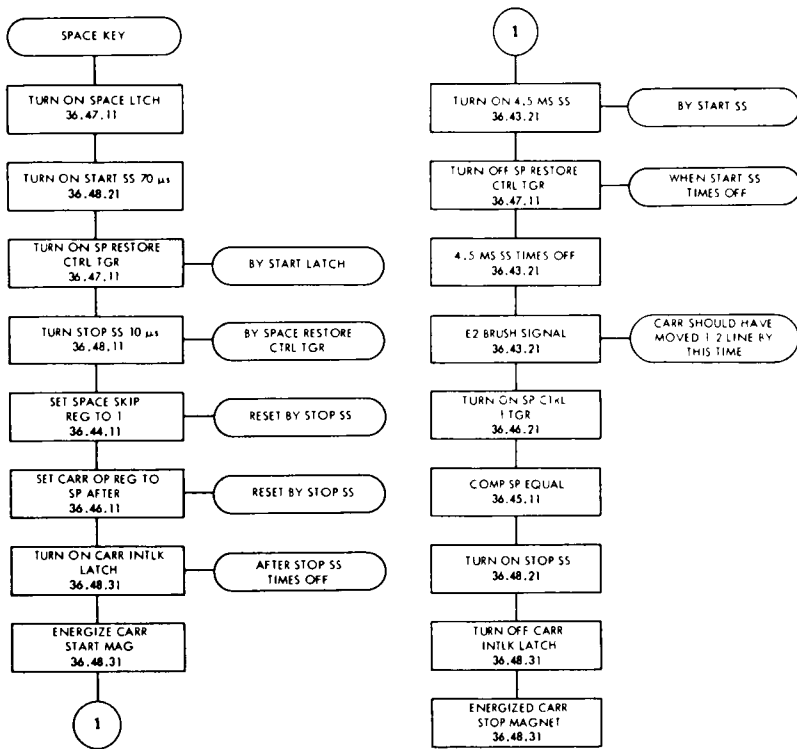 SPACE KEY
TURN ON SPACE LTCH
36.47.11
TURN ON START SS 70 μs
36.48.21
TURN ON SP RESTORE
CTRL TGR
36.47.11
BY START LATCH
TURN STOP SS 10 μs
36.48.11
BY SPACE RESTORE
CTRL TGR
SET SPACE SKIP
REG TO 1
36.44.11
RESET BY STOP SS
SET CARR OP REG TO
SP AFTER
36.46.11
RESET BY STOP SS
TURN ON CARR INTLK
LATCH
36.48.31
AFTER STOP SS
TIMES OFF
ENERGIZE CARR
START MAG
36.48.31
1
1
TURN ON 4.5 MS SS
36.43.21
BY START SS
TURN OFF SP RESTORE
CTRL TGR
36.47.11
WHEN START SS
TIMES OFF
4.5 MS SS TIMES OFF
36.43.21
E2 BRUSH SIGNAL
36.43.21
CARR SHOULD HAVE
MOVED 1 2 LINE BY
THIS TIME
TURN ON SP CTRL
1 TGR
36.46.21
COMP SP EQUAL
36.45.11
TURN ON STOP SS
36.48.21
TURN OFF CARR
INTLK LATCH
36.48.31
ENERGIZED CARR
STOP MAGNET
36.48.31